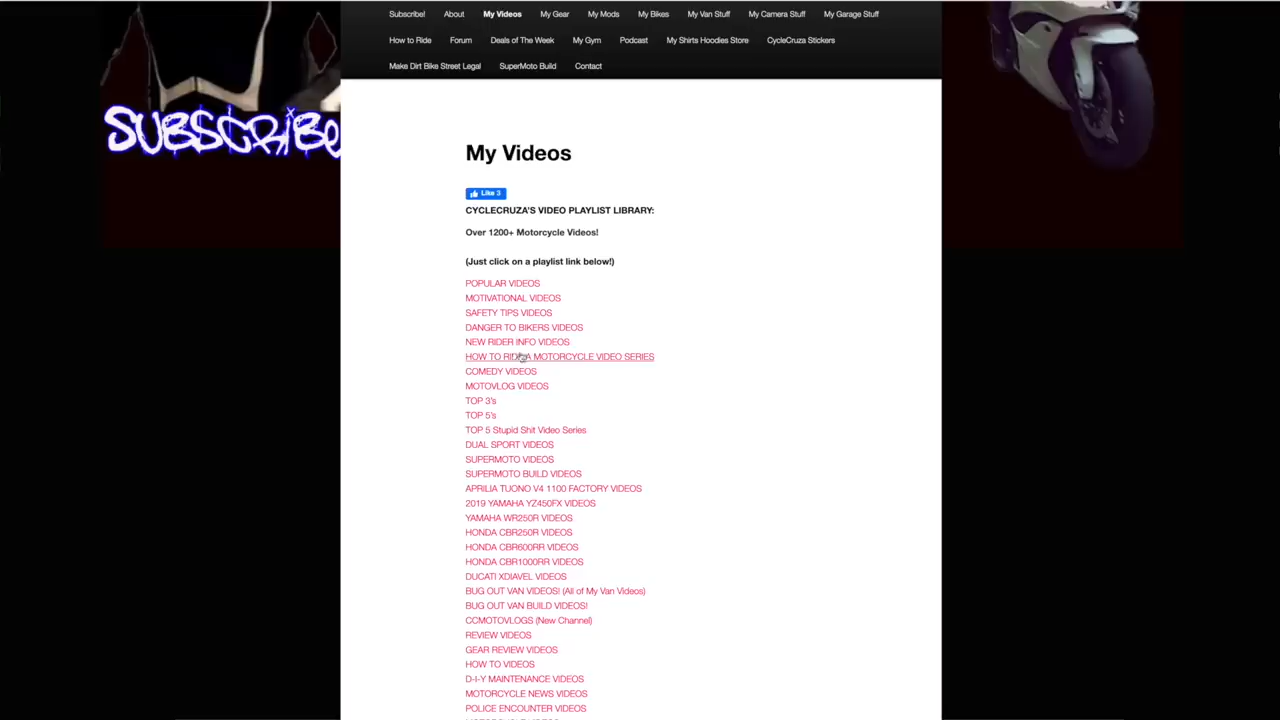 Subscribe! About My Videos My Gear My Mods My Bikes My Van Stuff My Camera Stuff My Garage Stuff
How to Ride Forum Deals of The Week My Gym Podcast My Shirts Hoodies Store CycleCruza Stickers
Make Dirt Bike Street Legal SuperMoto Build Contact
SUBSCRIBE
My Videos
Like 3
CYCLECRUZA'S VIDEO PLAYLIST LIBRARY:
Over 1200+ Motorcycle Videos!
(Just click on a playlist link below!)
POPULAR VIDEOS
MOTIVATIONAL VIDEOS
SAFETY TIPS VIDEOS
DANGER TO BIKERS VIDEOS
NEW RIDER INFO VIDEOS
HOW TO RIDE A MOTORCYCLE VIDEO SERIES
COMEDY VIDEOS
MOTOVLOG VIDEOS
TOP 3's
TOP 5's
TOP 5 Stupid Shit Video Series
DUAL SPORT VIDEOS
SUPERMOTO VIDEOS
SUPERMOTO BUILD VIDEOS
APRILIA TUONO V4 1100 FACTORY VIDEOS
2019 YAMAHA YZ450FX VIDEOS
YAMAHA WR250R VIDEOS
HONDA CBR250R VIDEOS
HONDA CBR600RR VIDEOS
HONDA CBR1000RR VIDEOS
DUCATI XDIAVEL VIDEOS
BUG OUT VAN VIDEOS! (All of My Van Videos)
BUG OUT VAN BUILD VIDEOS!
CCMOTOVLOGS (New Channel)
REVIEW VIDEOS
GEAR REVIEW VIDEOS
HOW TO VIDEOS
D-I-Y MAINTENANCE VIDEOS
MOTORCYCLE NEWS VIDEOS
POLICE ENCOUNTER VIDEOS